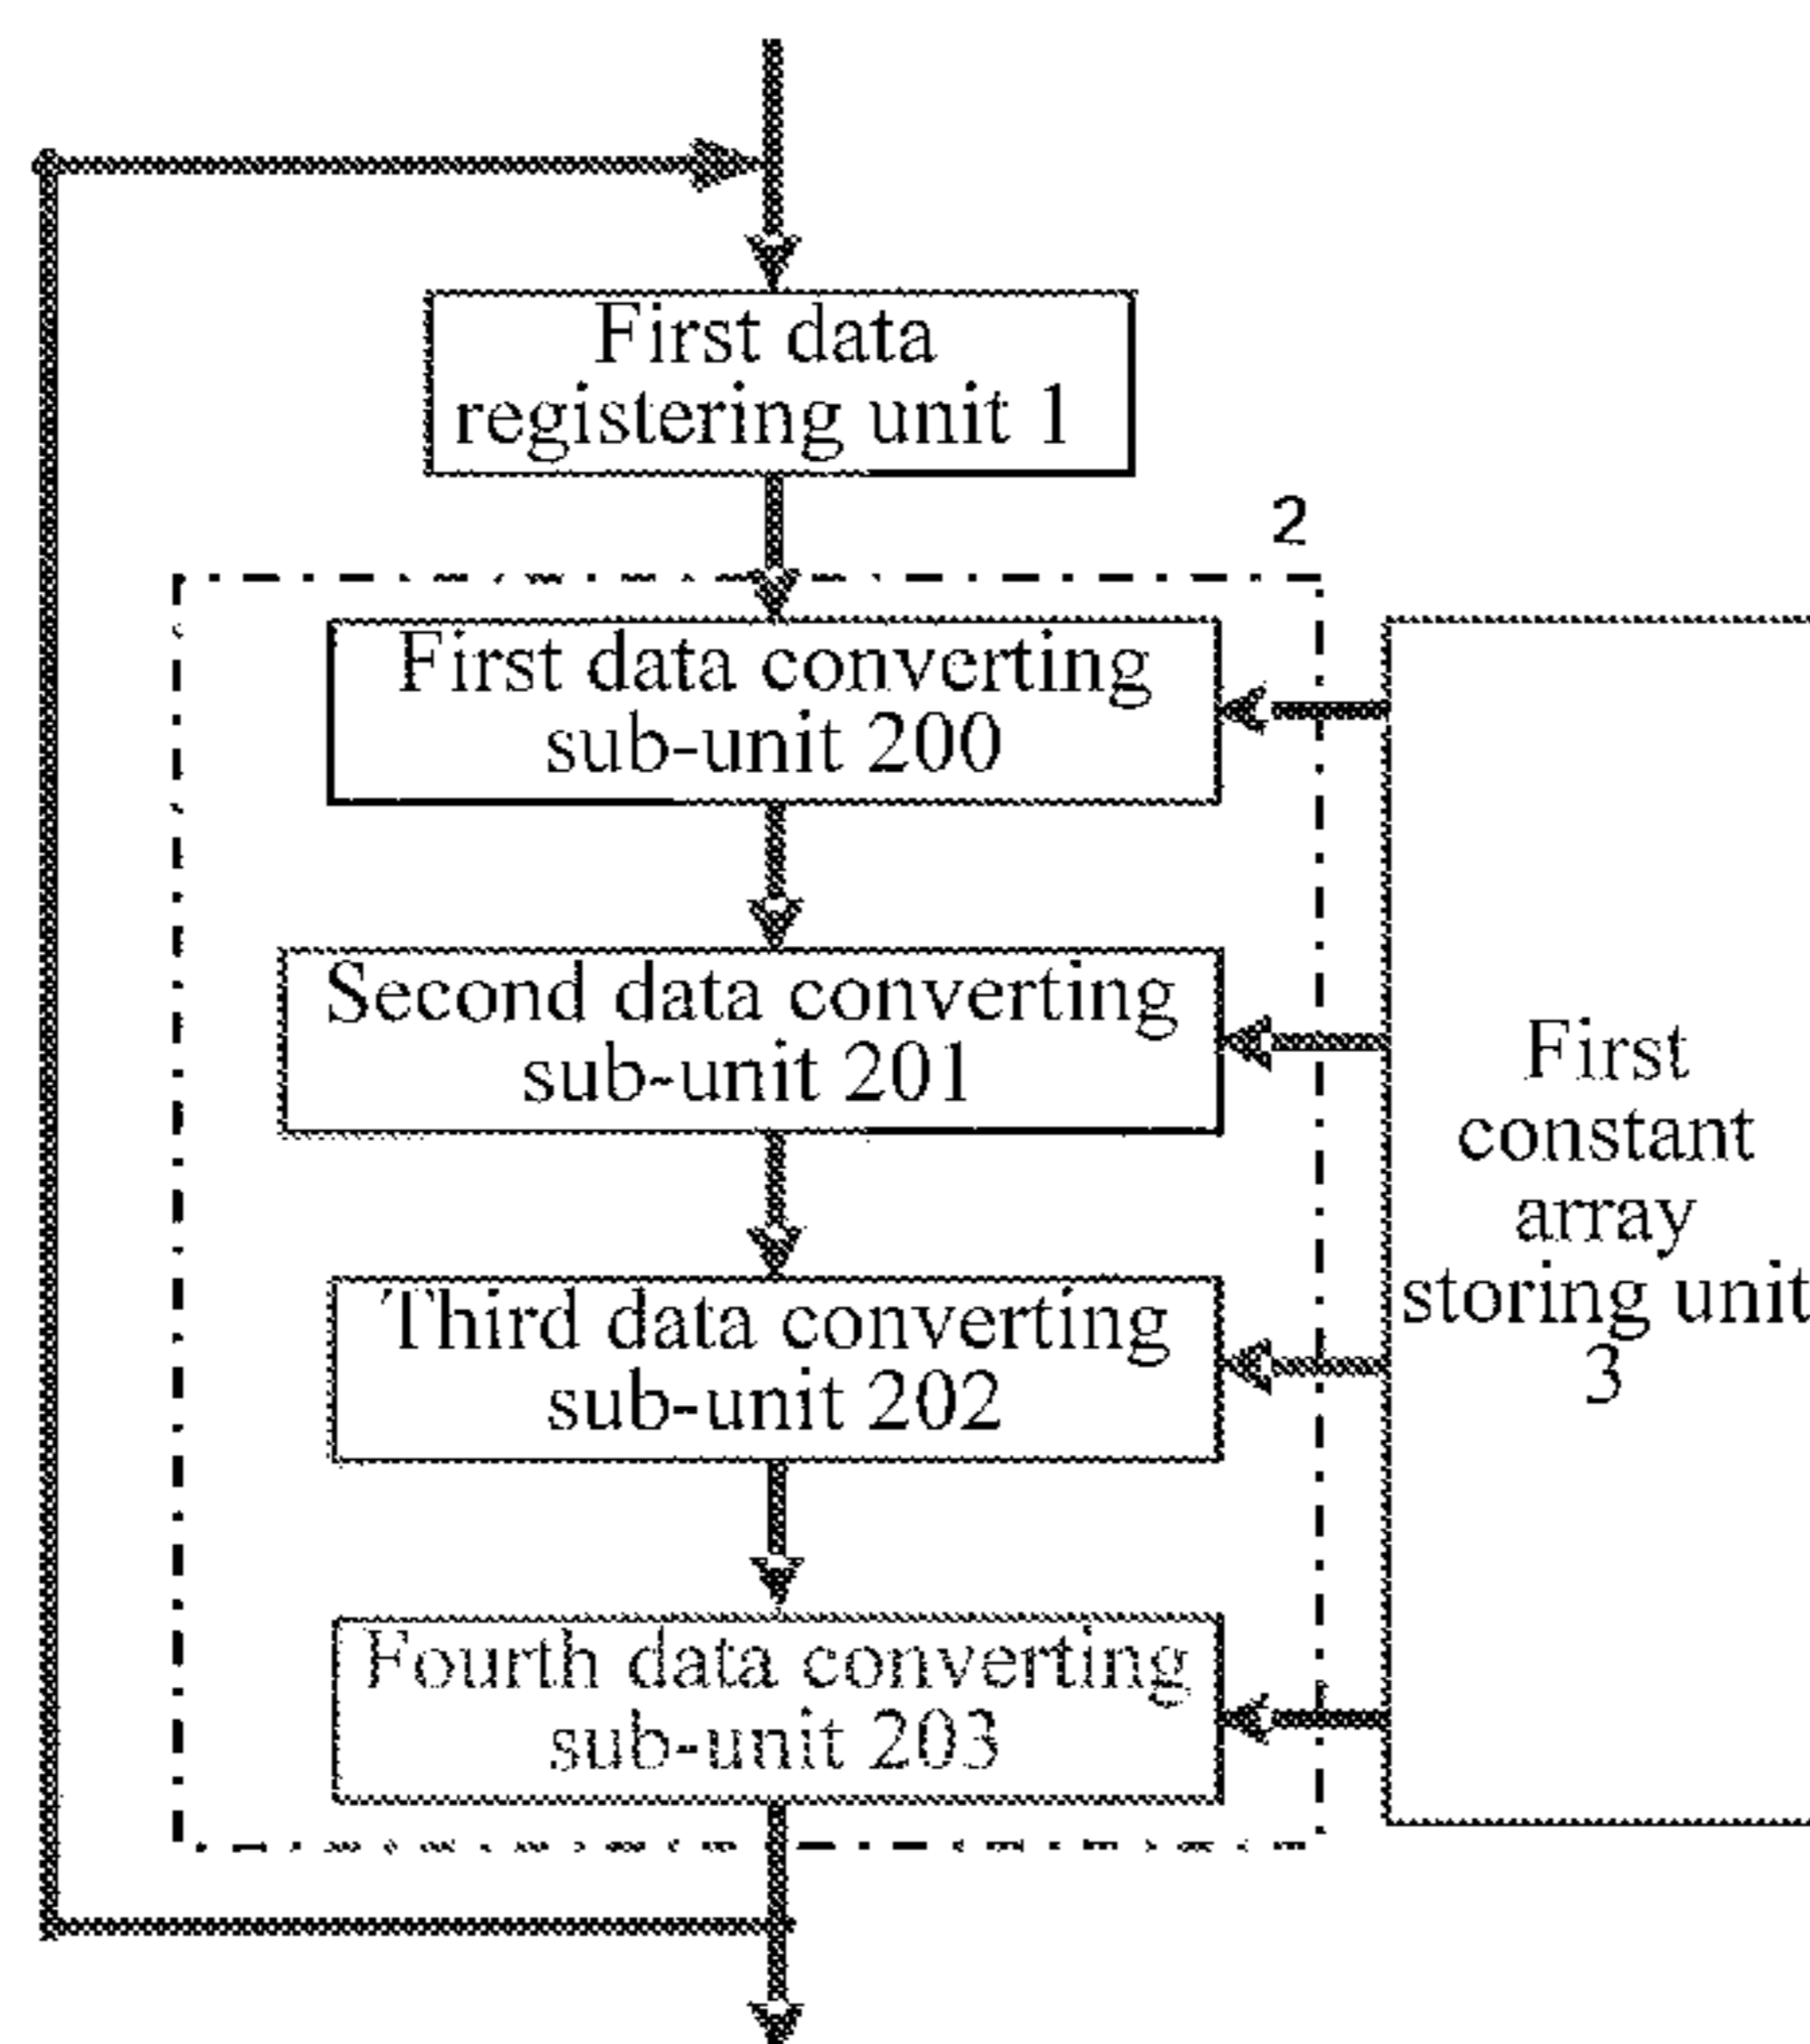 First data
registering unit 1
2
First data converting
sub-unit 200
Second data converting
sub-unit 201
Third data converting
sub-unit 202
Fourth data converting
sub-unit 203
First
constant
array
storing unit
3